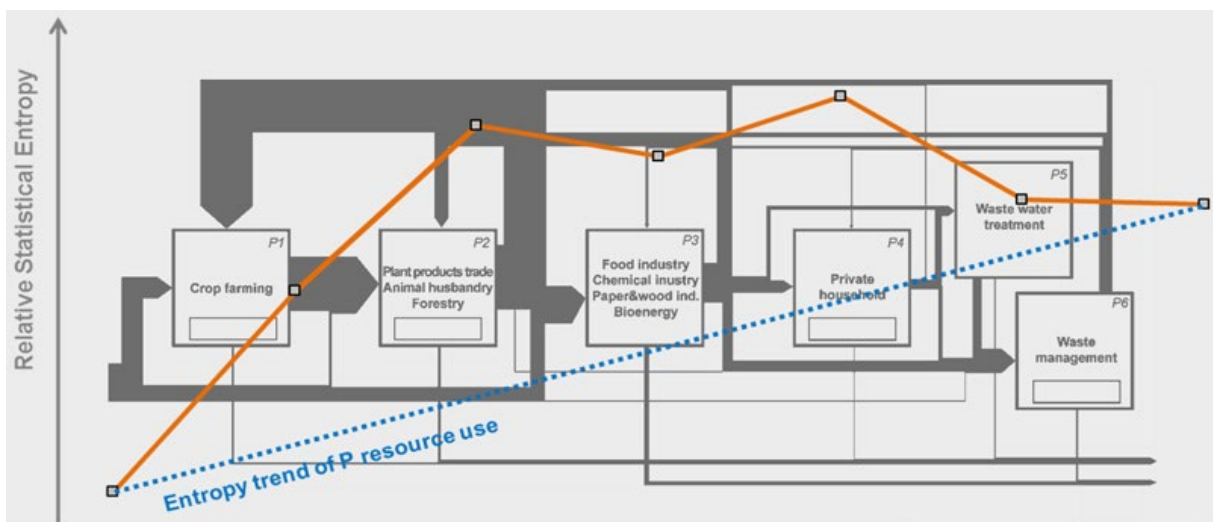 Relative Statistical Entropy
P1
Crop farming
P2
Plant products trade
Animal husbandry
Forestry
P3
Food industry
Chemical inustry
Paper&wood ind.
Bioenergy
P4
Private
household
P5
Waste water
treatment
P6
Waste
management
Entropy trend of P resource use